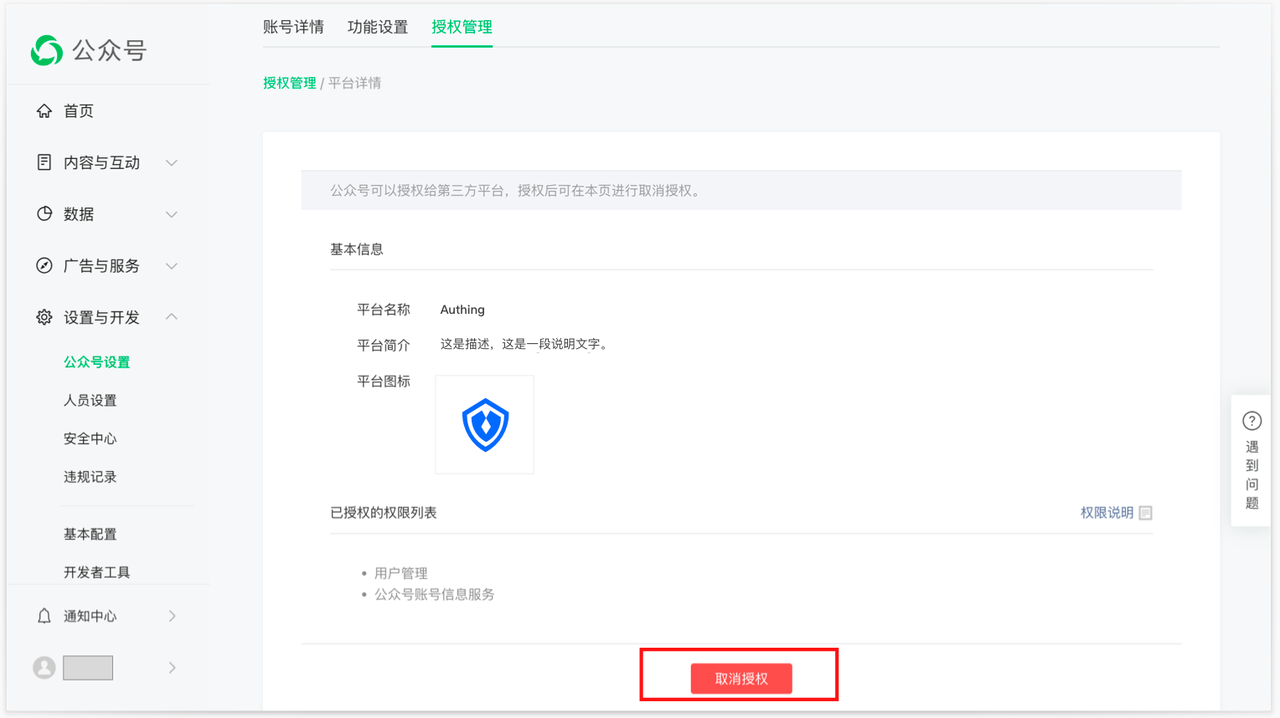 公众号
首页
内容与互动
数据
广告与服务
设置与开发
公众号设置
人员设置
安全中心
违规记录
基本配置
开发者工具
通知中心
账号详情 功能设置 授权管理
授权管理 / 平台详情
公众号可以授权给第三方平台，授权后可在本页进行取消授权。
基本信息
平台名称 Authing
平台简介 这是描述，这是一段说明文字。
平台图标
已授权的权限列表 权限说明
• 用户管理
• 公众号账号信息服务
取消授权
遇
到
问
题